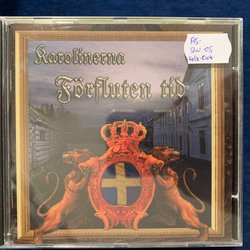 Karolinerna
Förfluten tid